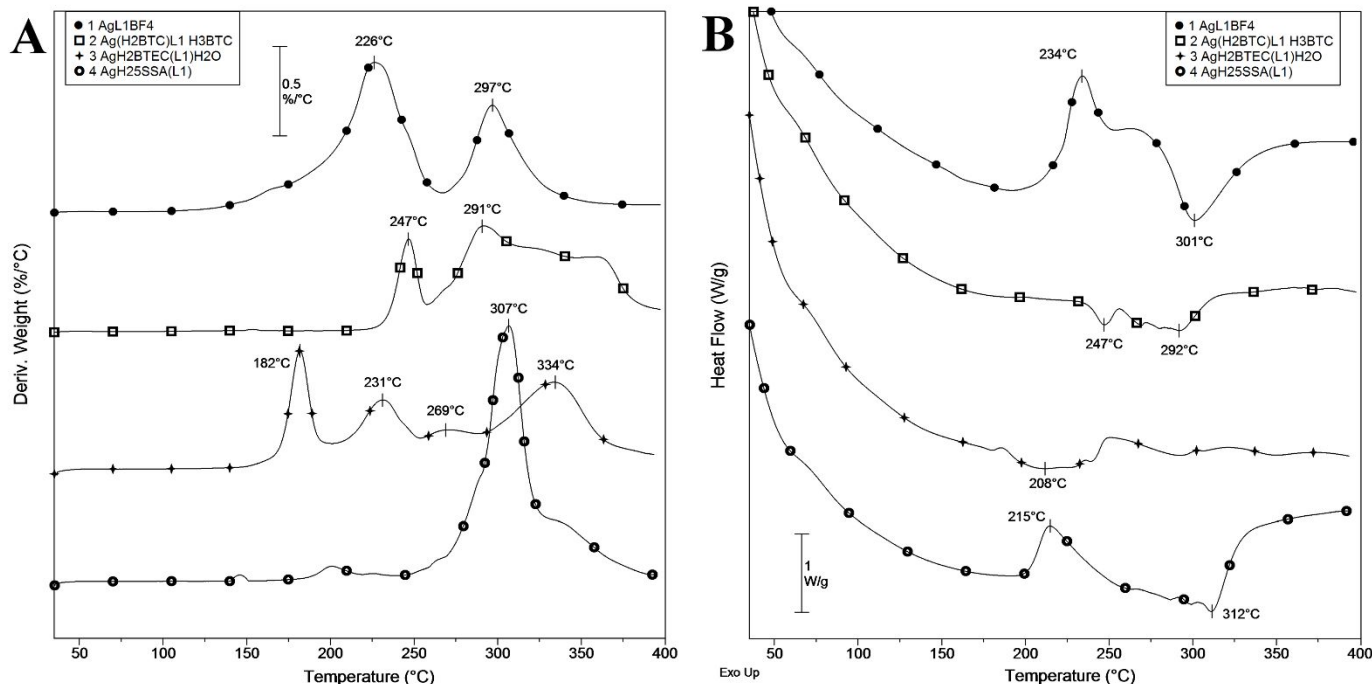 A
1 AgL1BF4
2 Ag(H2BTC)L1 H3BTC
3 AgH2BTEC(L1)H2O
4 AgH25SSA(L1)
0.5
%/°C
226°C
297°C
247°C
291°C
307°C
182°C
231°C
269°C
334°C
Deriv. Weight (%/°C)
50
100
150
200
250
300
350
400
Temperature (°C)
B
1 AgL1BF4
2 Ag(H2BTC)L1 H3BTC
3 AgH2BTEC(L1)H2O
4 AgH25SSA(L1)
234°C
301°C
247°C
292°C
208°C
215°C
312°C
1
W/g
Heat Flow (W/g)
50
100
150
200
250
300
350
400
Exo Up
Temperature (°C)